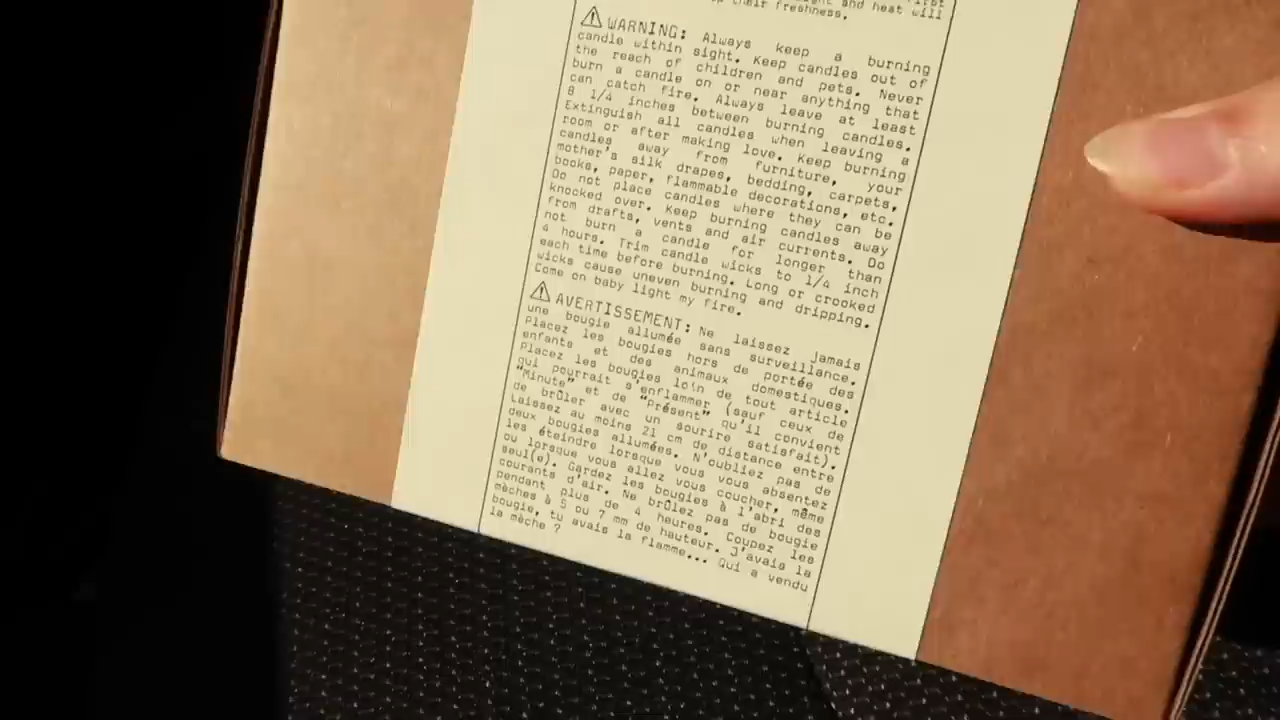 First
light and heat will
keep their freshness.
WARNING: Always keep a burning
candle within sight. Keep candles out of
the reach of children and pets. Never
burn a candle on or near anything that
can catch fire. Always leave at least
8 1/4 inches between burning candles.
Extinguish all candles when leaving a
room or after making love. Keep burning
candles away from furniture, your
mother's silk drapes, bedding, carpets,
books, paper, flammable decorations, etc.
Do not place candles where they can be
knocked over. Keep burning candles away
from drafts, vents and air currents. Do
not burn a candle for longer than
4 hours. Trim candle wicks to 1/4 inch
each time before burning. Long or crooked
wicks cause uneven burning and dripping.
Come on baby light my fire.
AVERTISSEMENT: Ne laissez jamais
une bougie allumée sans surveillance.
Placez les bougies hors de portée des
enfants et des animaux domestiques.
Placez les bougies loin de tout article
qui pourrait s'enflammer (sauf ceux de
"Minute" et de "Présent" qu'il convient
de brûler avec un sourire satisfait).
Laissez au moins 21 cm de distance entre
deux bougies allumées. N'oubliez pas de
les éteindre lorsque vous vous absentez
ou lorsque vous allez vous coucher, même
seul(e). Gardez les bougies à l'abri des
courants d'air. Ne brûlez pas de bougie
pendant plus de 4 heures. Coupez les
mèches à 5 ou 7 mm de hauteur. J'avais la
bougie, tu avais la flamme... Qui a vendu
la mèche ?